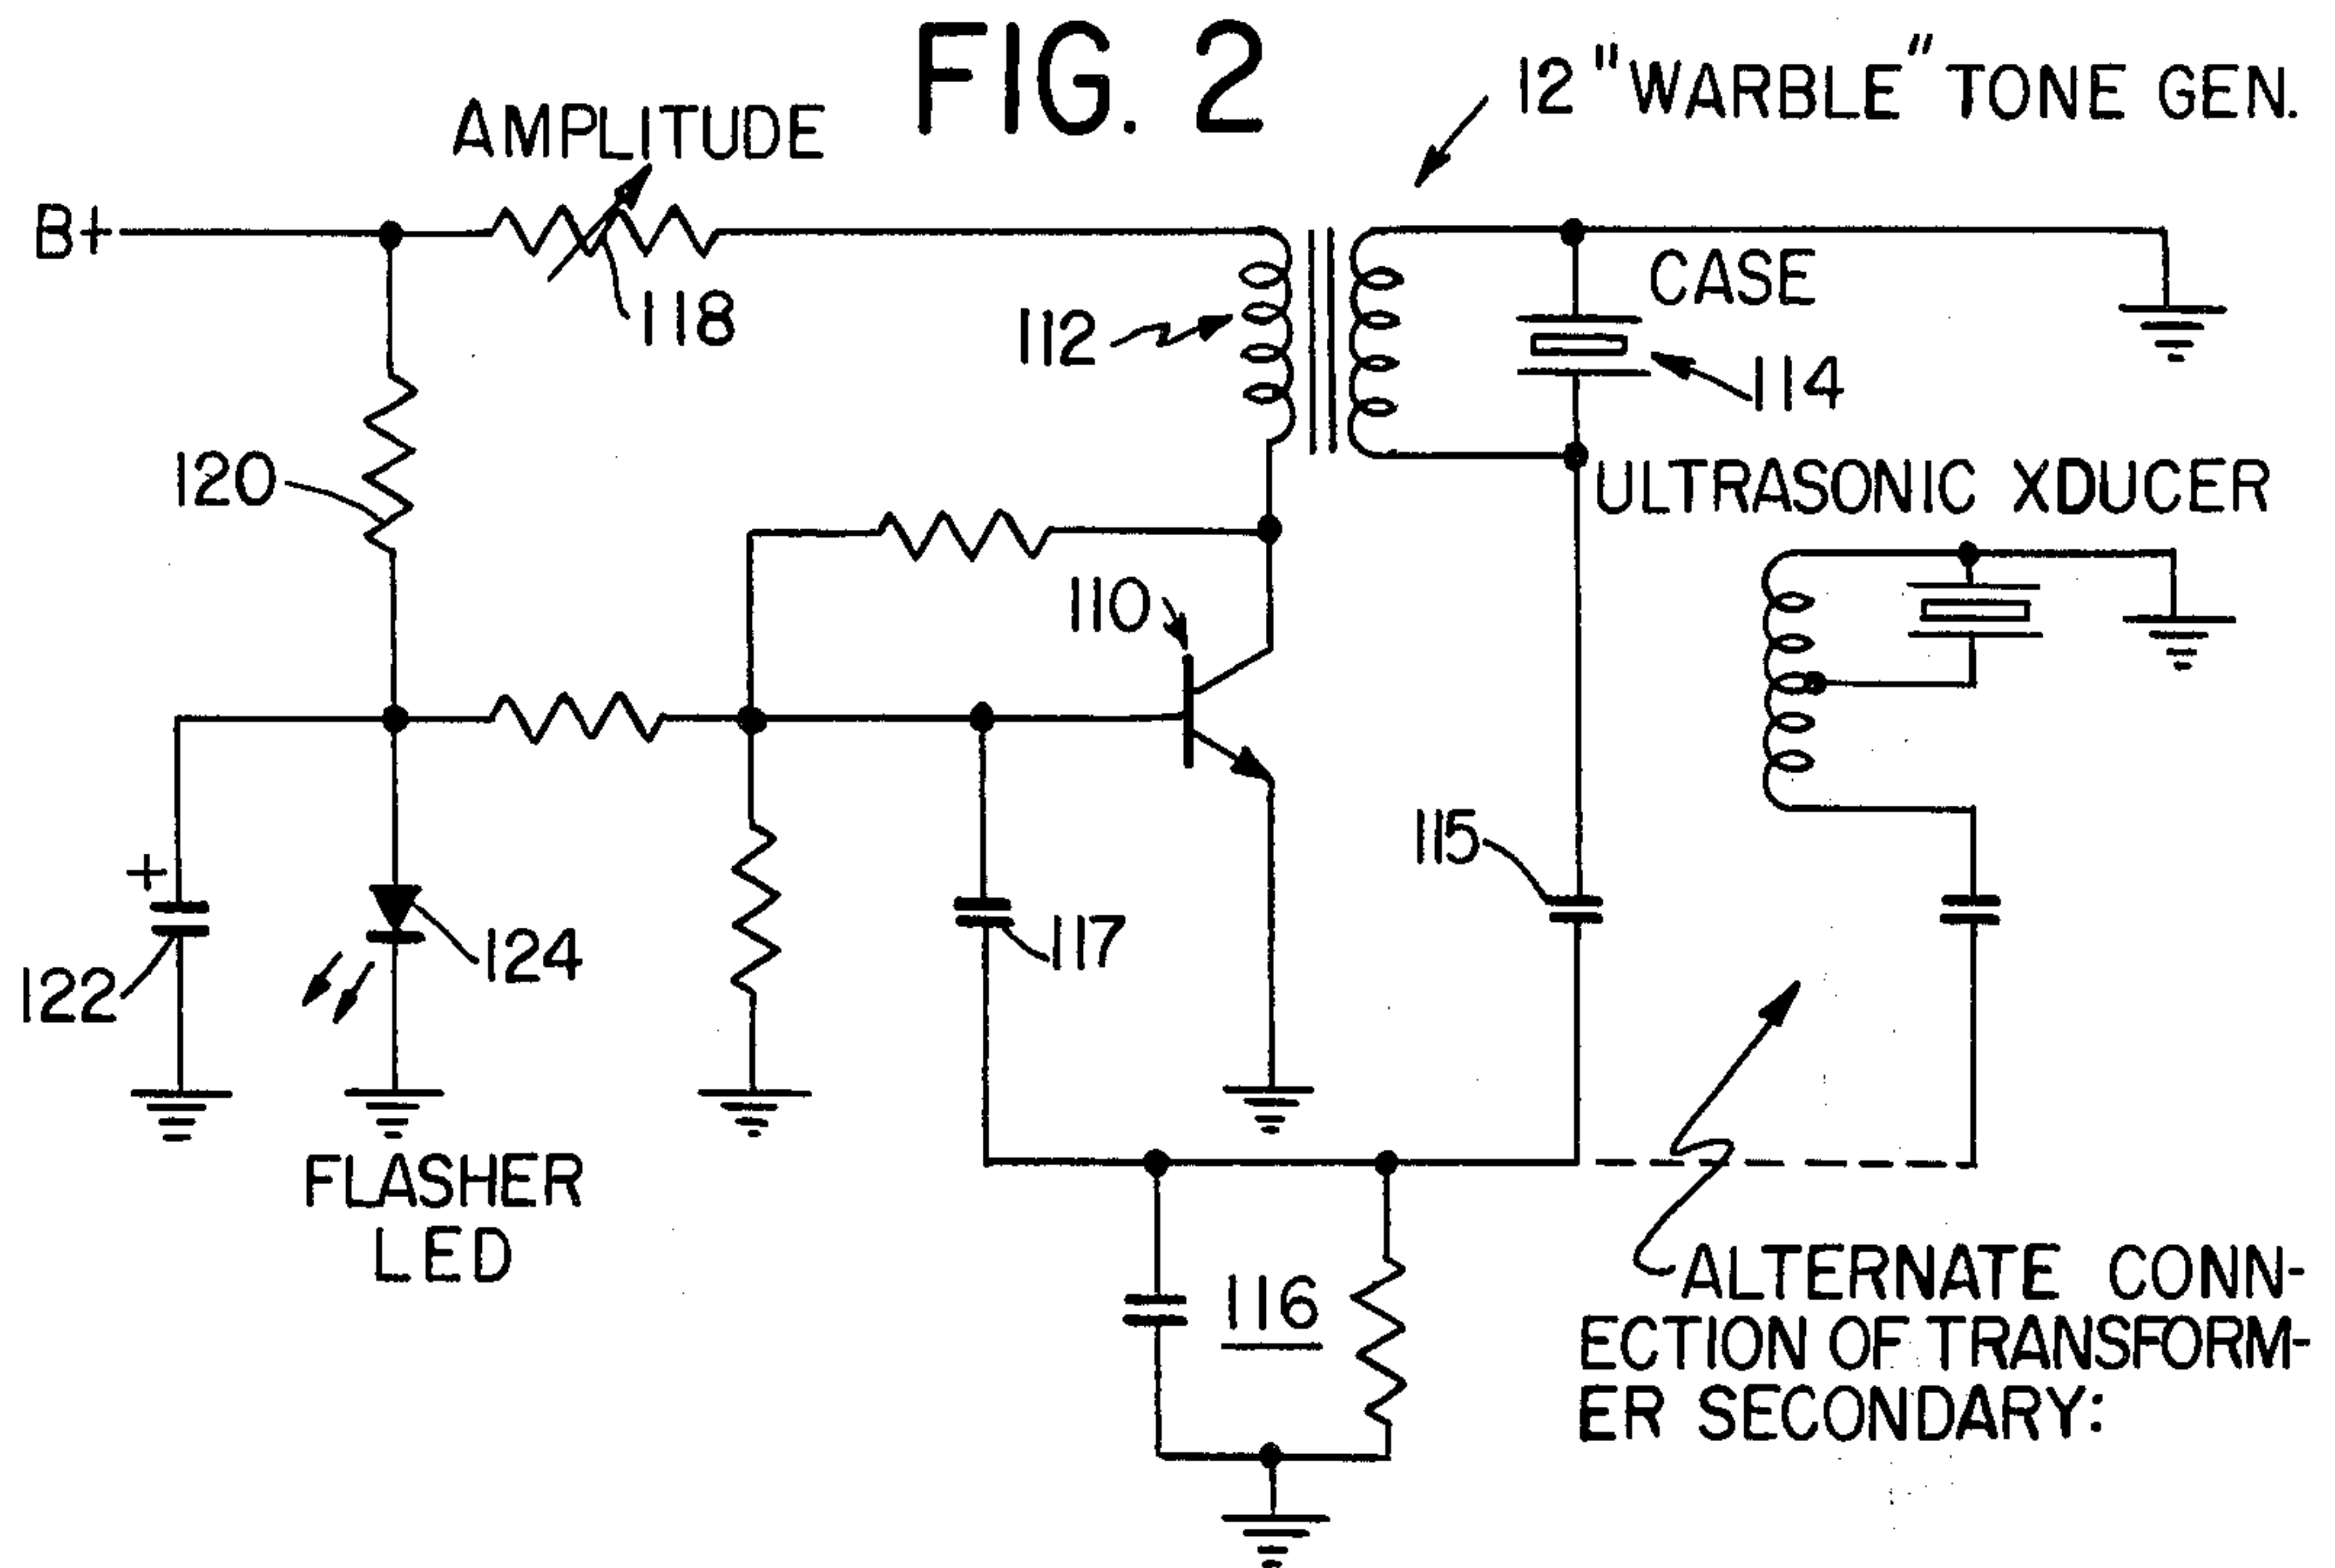 FIG. 2
12 "WARBLE" TONE GEN.
AMPLITUDE
B+
118
112
CASE
114
120
ULTRASONIC XDUCER
110
115
+
124
117
122
FLASHER
LED
116
ALTERNATE CONN-
ECTION OF TRANSFORM-
ER SECONDARY: